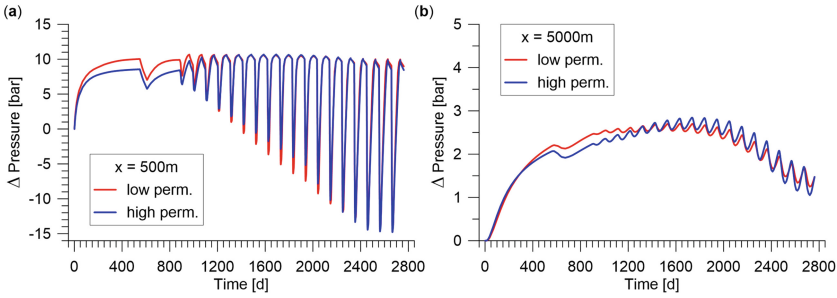 (a)
15
10
5
0
-5
-10
-15
Δ Pressure [bar]
x = 500m
low perm.
high perm.
0 400 800 1200 1600 2000 2400 2800
Time [d]
(b)
5
4
3
2
1
0
Δ Pressure [bar]
x = 5000m
low perm.
high perm.
0 400 800 1200 1600 2000 2400 2800
Time [d]